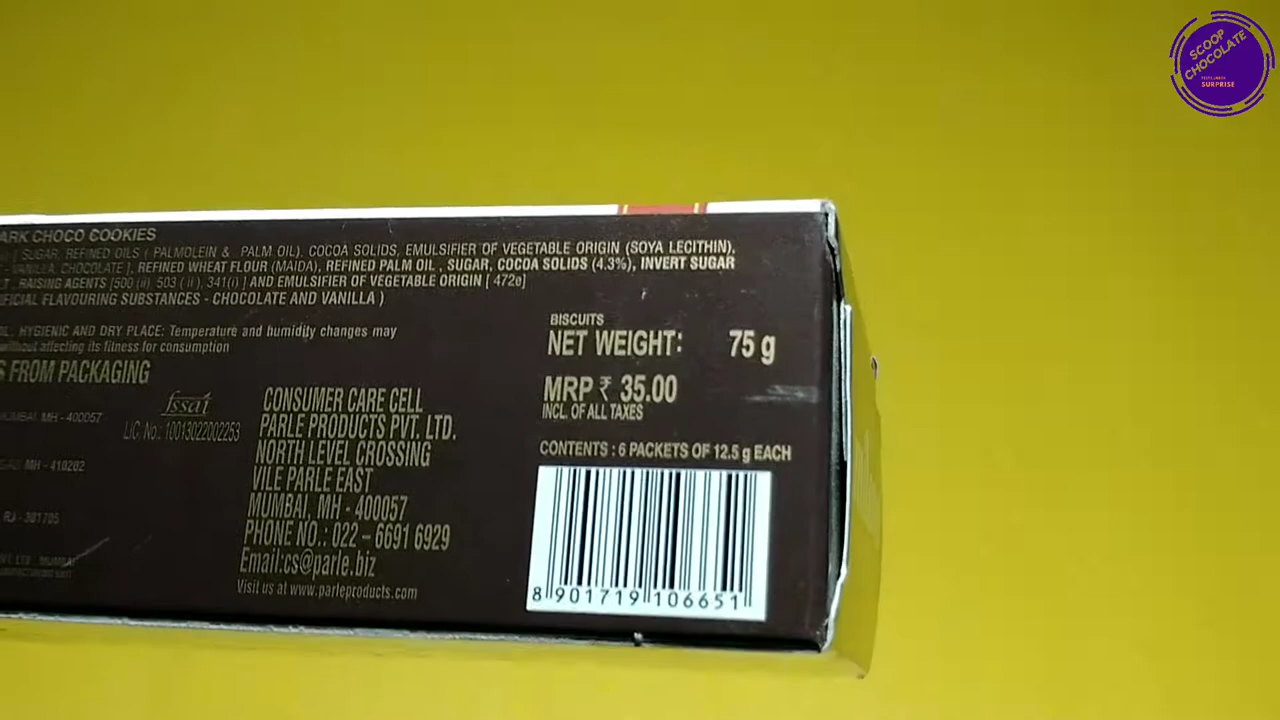 SCOOP
CHOCOLATE
SURPRISE
ARK CHOCO COOKIES
[ SUGAR, REFINED OILS ( PALMOLEIN & PALM OIL), COCOA SOLIDS, EMULSIFIER OF VEGETABLE ORIGIN (SOYA LECITHIN),
- VANILLA, CHOCOLATE ], REFINED WHEAT FLOUR (MAIDA), REFINED PALM OIL , SUGAR, COCOA SOLIDS (4.3%), INVERT SUGAR
T , RAISING AGENTS [500 (ii), 503 ( ii ), 341(i) ] AND EMULSIFIER OF VEGETABLE ORIGIN [ 472e]
IFICIAL FLAVOURING SUBSTANCES - CHOCOLATE AND VANILLA )
OL, HYGIENIC AND DRY PLACE: Temperature and humidity changes may
without affecting its fitness for consumption
S FROM PACKAGING
MUMBAI, MH - 400057
fssai
LIC No.: 10013022002253
MH - 410202
RJ - 301705
CONSUMER CARE CELL
PARLE PRODUCTS PVT. LTD.
NORTH LEVEL CROSSING
VILE PARLE EAST
MUMBAI, MH - 400057
PHONE NO.: 022 – 6691 6929
Email:cs@parle.biz
Visit us at www.parleproducts.com
BISCUITS
NET WEIGHT: 75 g
MRP ₹ 35.00
INCL. OF ALL TAXES
CONTENTS : 6 PACKETS OF 12.5 g EACH
8 901719 106651